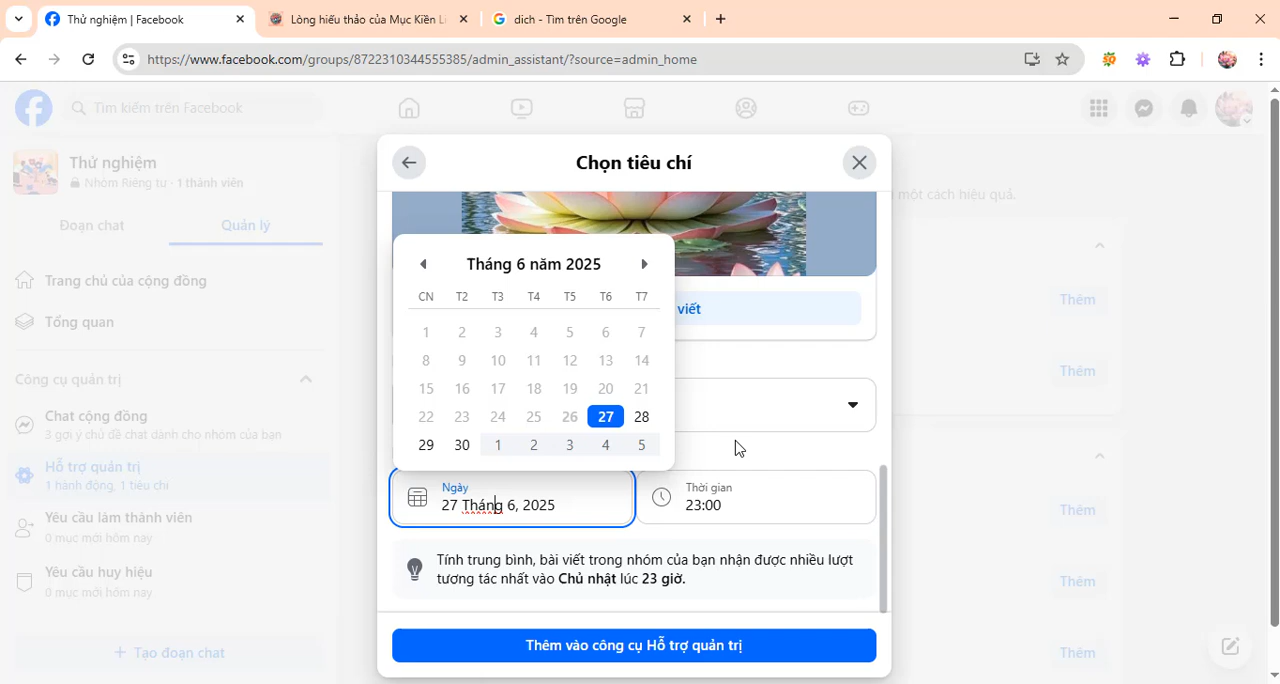 Thử nghiệm | Facebook
Lòng hiếu thảo của Mục Kiền Li
dich - Tìm trên Google
https://www.facebook.com/groups/8722310344555385/admin_assistant/?source=admin_home
Tìm kiếm trên Facebook
Thử nghiệm
Nhóm Riêng tư · 1 thành viên
Đoạn chat
Quản lý
Trang chủ của cộng đồng
Tổng quan
Công cụ quản trị
Chat cộng đồng
3 gợi ý chủ đề chat dành cho nhóm của bạn
Hỗ trợ quản trị
1 hành động, 1 tiêu chí
Yêu cầu làm thành viên
0 mục mới hôm nay
Yêu cầu huy hiệu
0 mục mới hôm nay
+ Tạo đoạn chat
Chọn tiêu chí
viết
Tháng 6 năm 2025
CN T2 T3 T4 T5 T6 T7
1 2 3 4 5 6 7
8 9 10 11 12 13 14
15 16 17 18 19 20 21
22 23 24 25 26 27 28
29 30 1 2 3 4 5
Ngày
27 Tháng 6, 2025
Thời gian
23:00
Tính trung bình, bài viết trong nhóm của bạn nhận được nhiều lượt
tương tác nhất vào Chủ nhật lúc 23 giờ.
Thêm vào công cụ Hỗ trợ quản trị
một cách hiệu quả.
Thêm
Thêm
Thêm
Thêm
Thêm